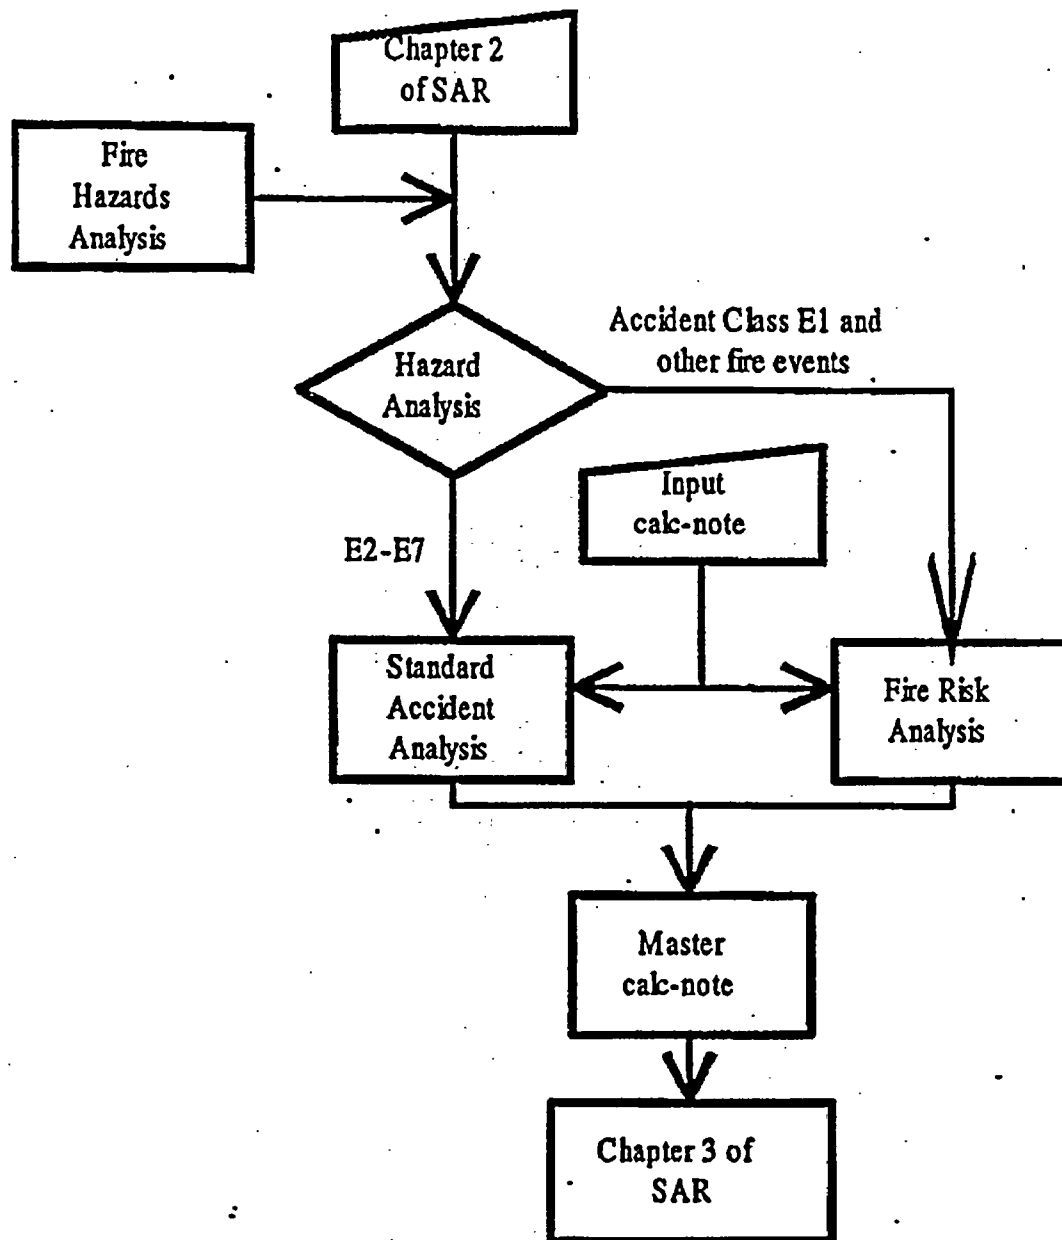 Chapter 2
of SAR
Fire
Hazards
Analysis
Accident Class E1 and
other fire events
Hazard
Analysis
Input
calc-note
E2-E7
Standard
Accident
Analysis
Fire Risk
Analysis
Master
calc-note
Chapter 3 of
SAR